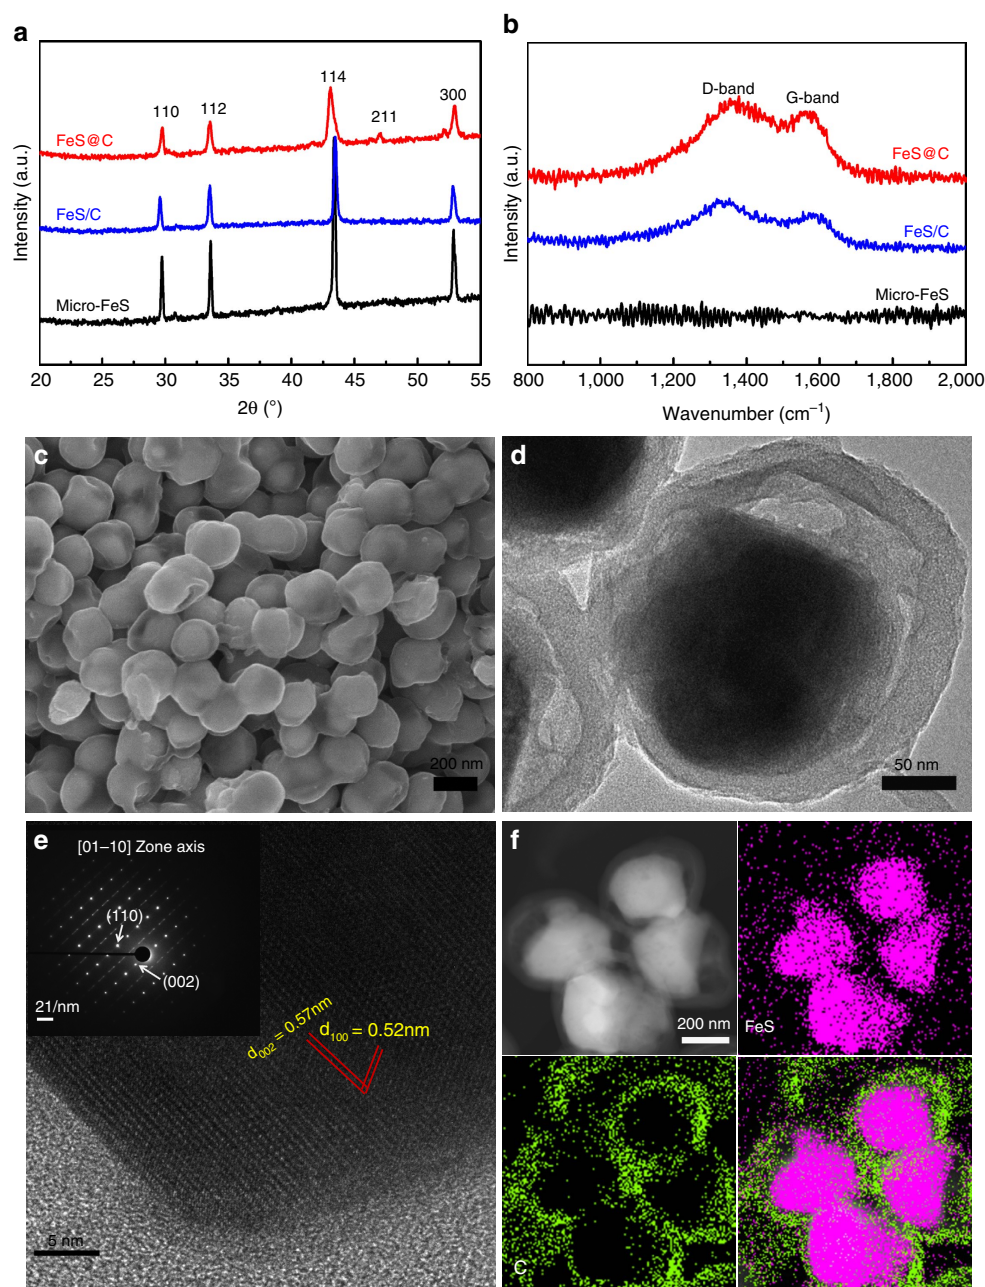 a
110
112
114
211
300
FeS@C
FeS/C
Micro-FeS
Intensity (a.u.)
20 25 30 35 40 45 50 55
2θ (°)
b
D-band
G-band
FeS@C
FeS/C
Micro-FeS
Intensity (a.u.)
800 1,000 1,200 1,400 1,600 1,800 2,000
Wavenumber (cm⁻¹)
c
200 nm
d
50 nm
e
[01–10] Zone axis
(110)
(002)
21/nm
d₀₀₂ = 0.57nm
d₁₀₀ = 0.52nm
5 nm
f
200 nm
FeS
C